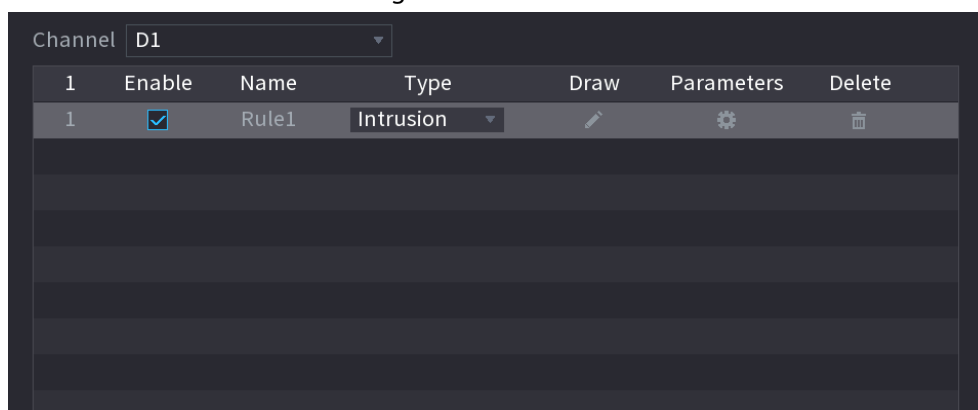 Channel D1
1 Enable Name Type Draw Parameters Delete
1 Rule1 Intrusion